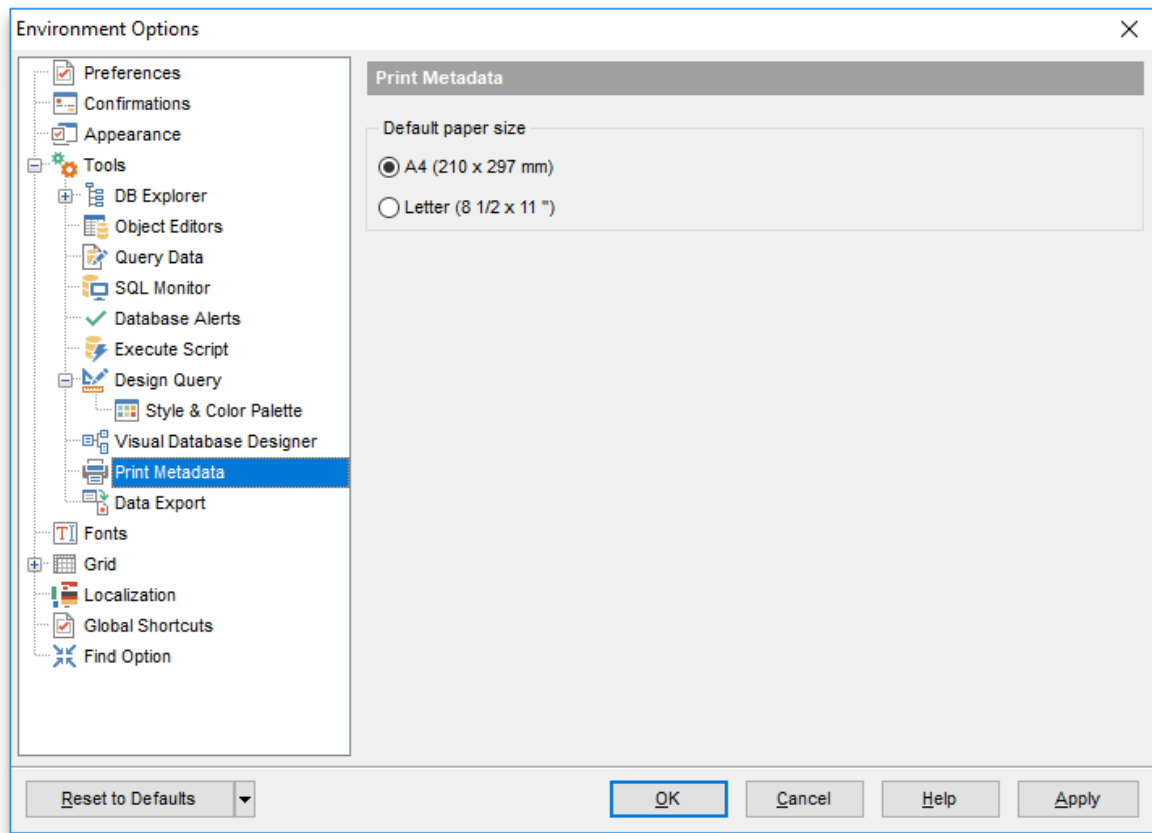 Environment Options
Preferences
Confirmations
Appearance
Tools
DB Explorer
Object Editors
Query Data
SQL Monitor
Database Alerts
Execute Script
Design Query
Style & Color Palette
Visual Database Designer
Print Metadata
Data Export
Fonts
Grid
Localization
Global Shortcuts
Find Option
Print Metadata
Default paper size
A4 (210 x 297 mm)
Letter (8 1/2 x 11 ")
Reset to Defaults
OK
Cancel
Help
Apply